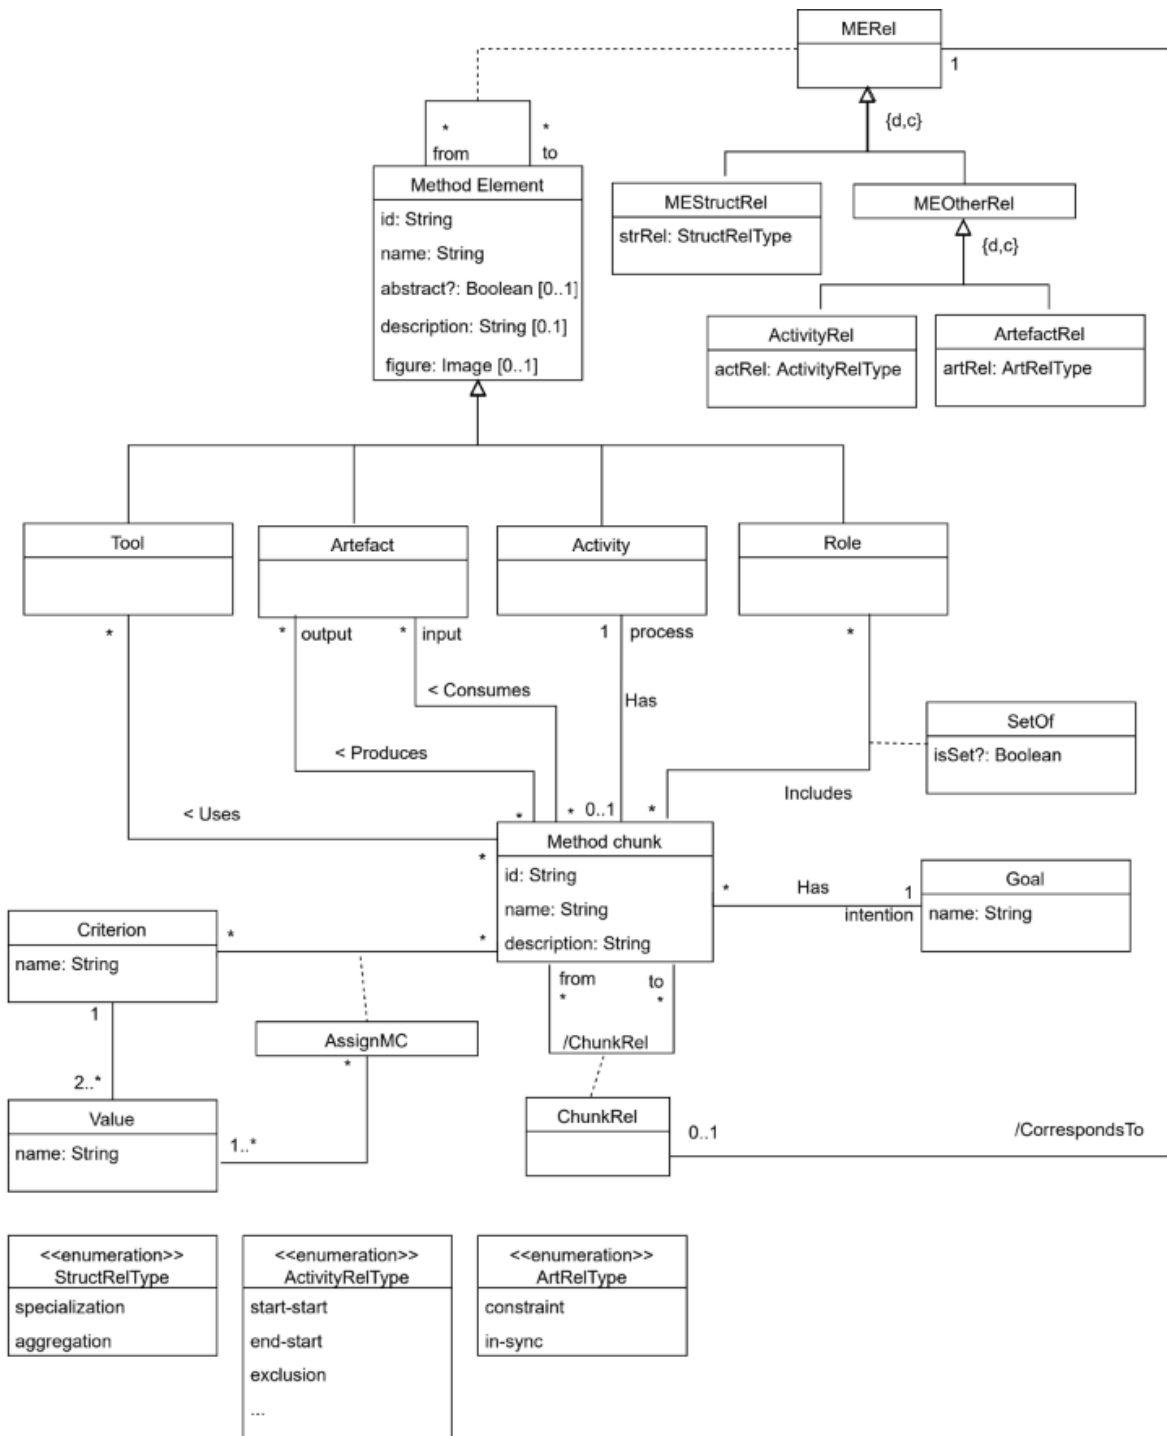 MERel
1
{d,c}
*
*
from
to
Method Element
id: String
name: String
abstract?: Boolean [0..1]
description: String [0.1]
figure: Image [0..1]
MEStructRel
strRel: StructRelType
MEOtherRel
{d,c}
ActivityRel
actRel: ActivityRelType
ArtefactRel
artRel: ArtRelType
Tool
Artefact
Activity
Role
*
* output
* input
1 process
*
< Consumes
Has
< Produces
SetOf
isSet?: Boolean
Includes
< Uses
*
*
0..1
*
*
Method chunk
id: String
name: String
description: String
*
Has
1
intention
Goal
name: String
Criterion
name: String
*
*
from
to
*
*
/ChunkRel
1
AssignMC
*
2..*
Value
name: String
1..*
ChunkRel
0..1
/CorrespondsTo
<<enumeration>>
StructRelType
specialization
aggregation
<<enumeration>>
ActivityRelType
start-start
end-start
exclusion
...
<<enumeration>>
ArtRelType
constraint
in-sync